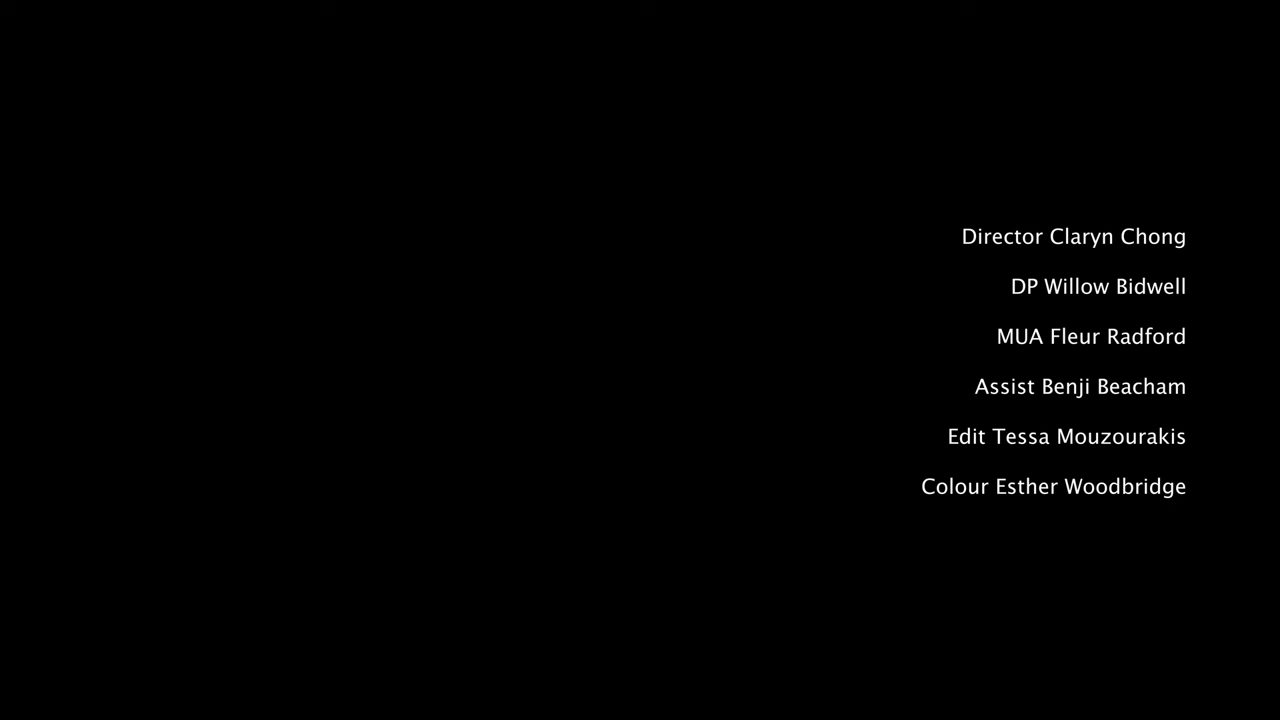 Director Claryn Chong
DP Willow Bidwell
MUA Fleur Radford
Assist Benji Beacham
Edit Tessa Mouzourakis
Colour Esther Woodbridge